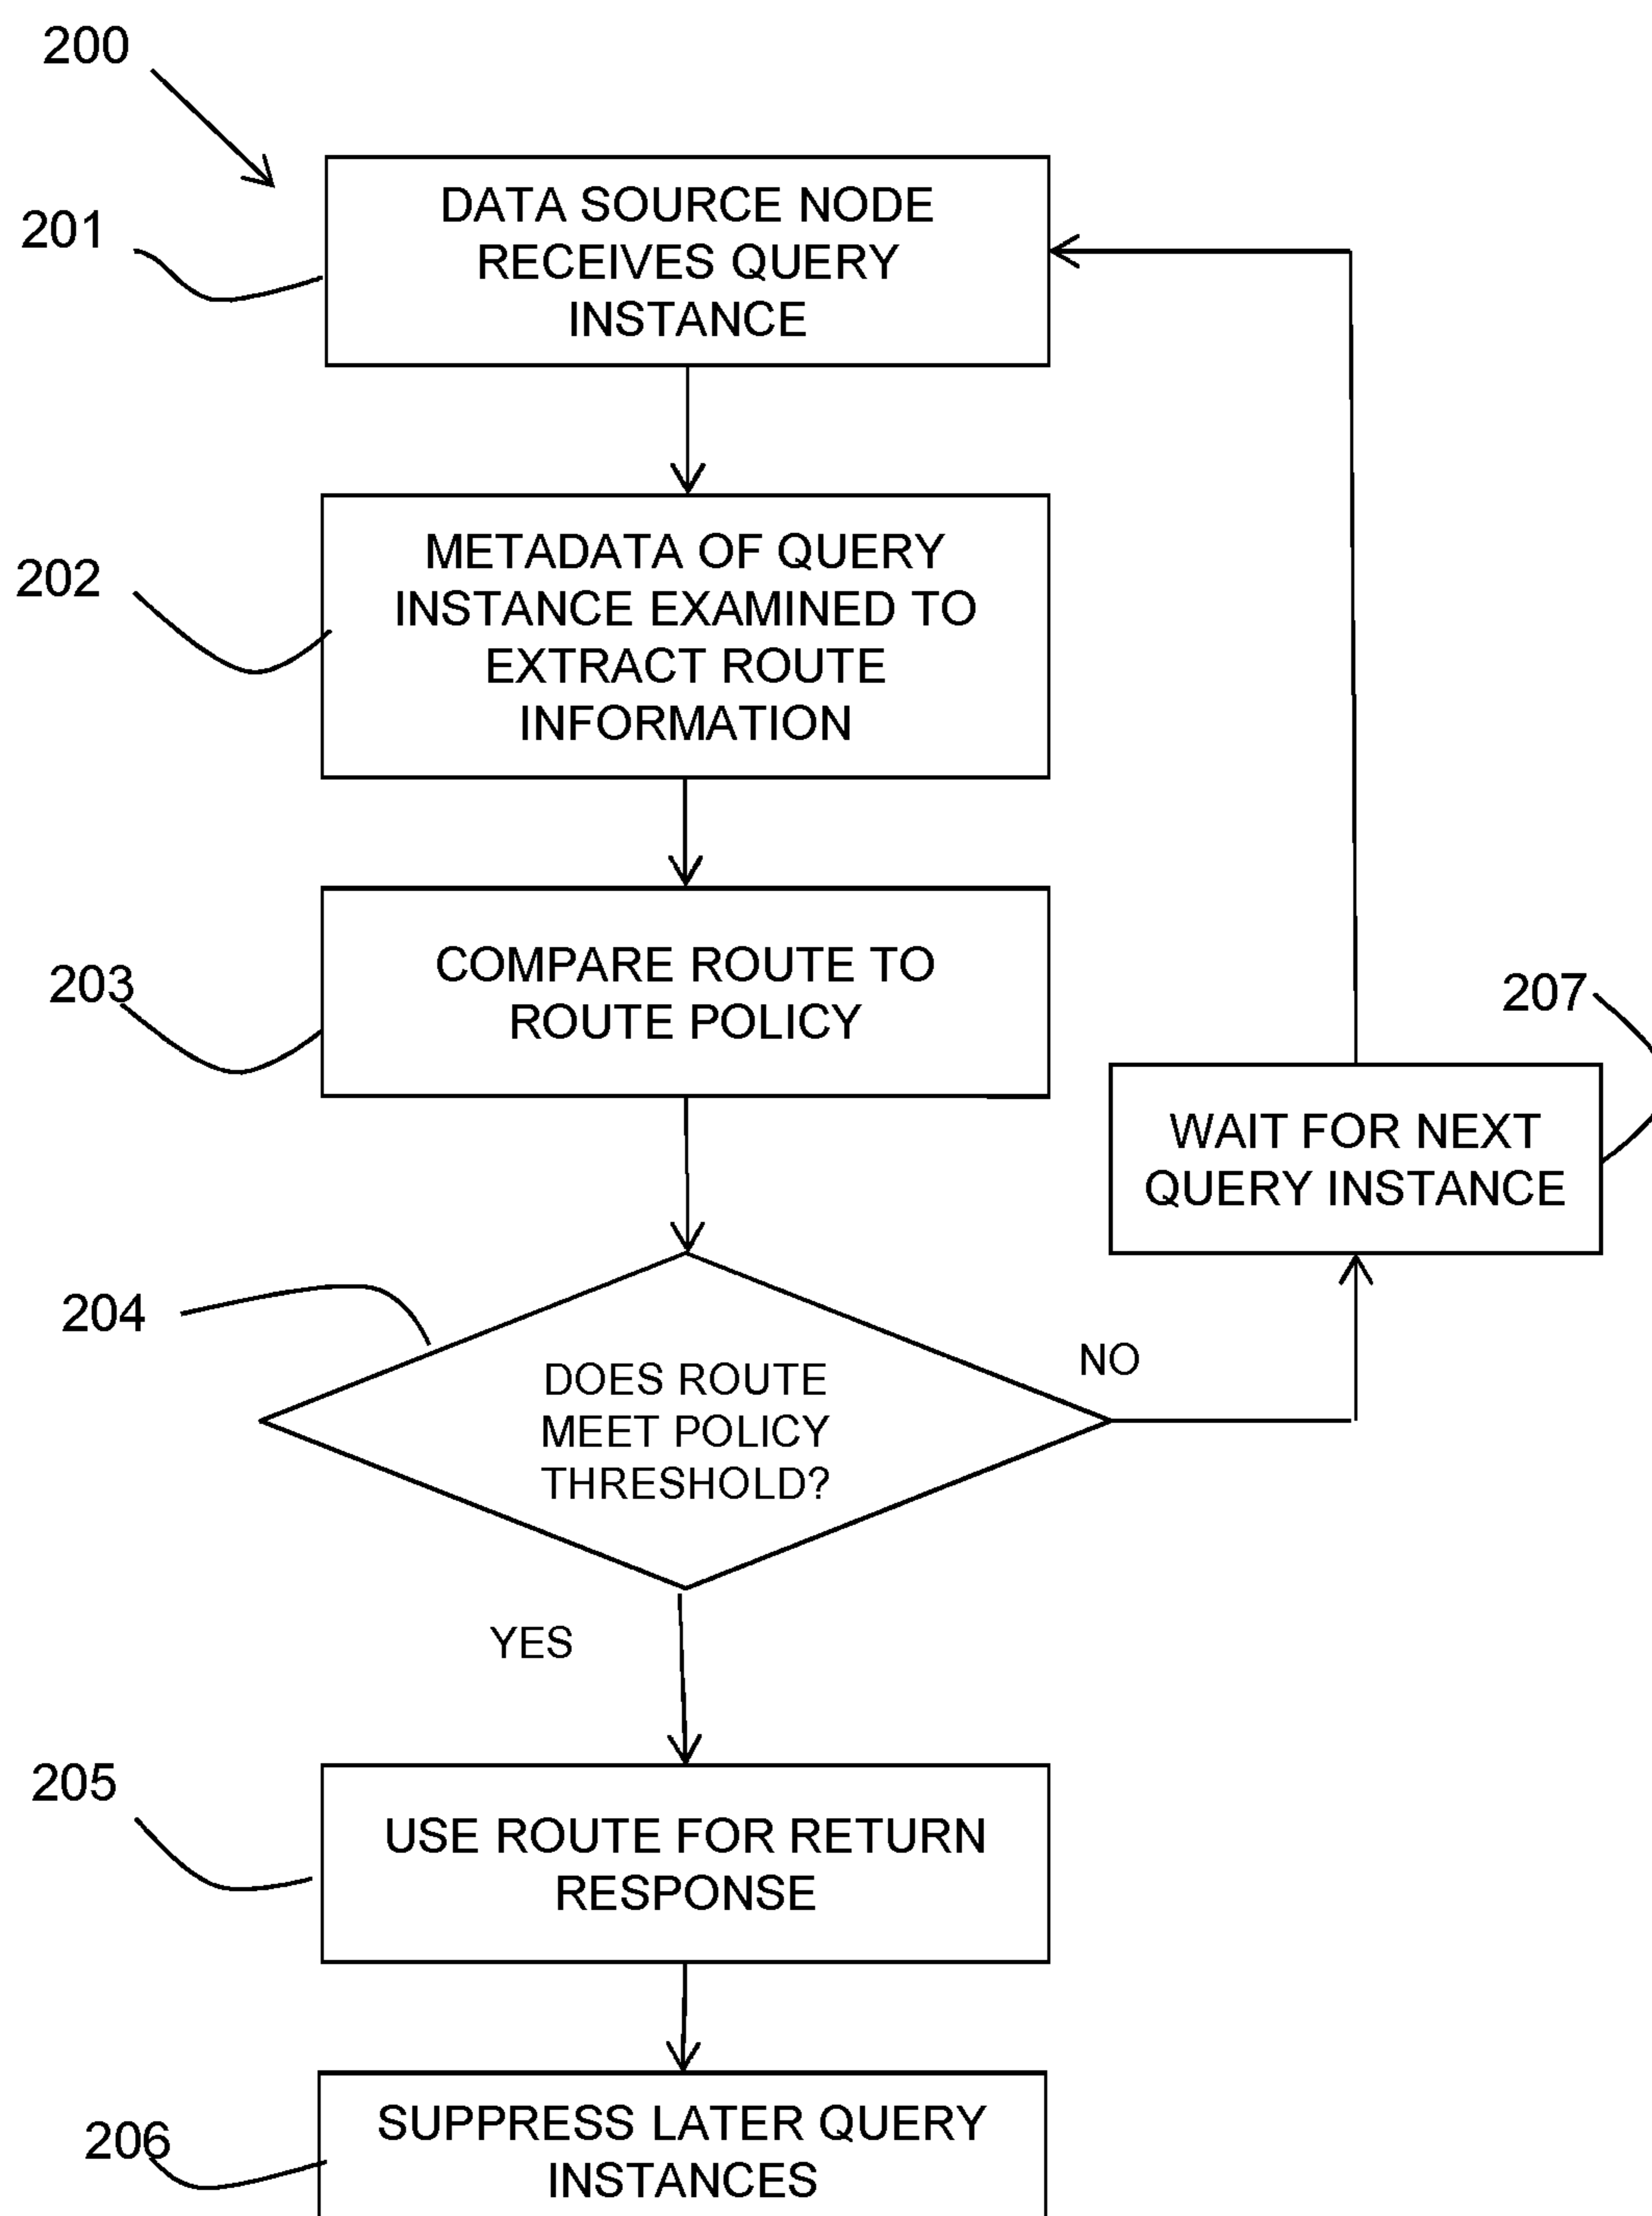 200
201
DATA SOURCE NODE
RECEIVES QUERY
INSTANCE
202
METADATA OF QUERY
INSTANCE EXAMINED TO
EXTRACT ROUTE
INFORMATION
203
COMPARE ROUTE TO
ROUTE POLICY
207
WAIT FOR NEXT
QUERY INSTANCE
204
DOES ROUTE
MEET POLICY
THRESHOLD?
NO
YES
205
USE ROUTE FOR RETURN
RESPONSE
206
SUPPRESS LATER QUERY
INSTANCES